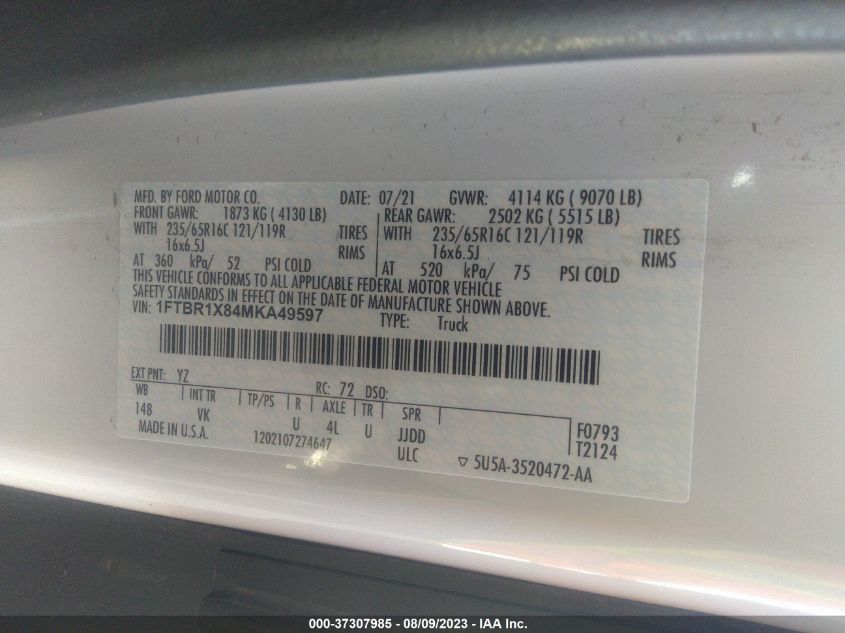 MFD. BY FORD MOTOR CO. DATE: 07/21 GVWR: 4114 KG ( 9070 LB)
FRONT GAWR: 1873 KG ( 4130 LB) REAR GAWR: 2502 KG ( 5515 LB)
WITH 235/65R16C 121/119R TIRES WITH 235/65R16C 121/119R TIRES
16x6.5J RIMS 16x6.5J RIMS
AT 360 kPa/ 52 PSI COLD AT 520 kPa/ 75 PSI COLD
THIS VEHICLE CONFORMS TO ALL APPLICABLE FEDERAL MOTOR VEHICLE
SAFETY STANDARDS IN EFFECT ON THE DATE OF MANUFACTURE SHOWN ABOVE.
VIN: 1FTBR1X84MKA49597 TYPE: Truck
EXT PNT: YZ RC: 72 DSO:
WB INT TR TP/PS R AXLE TR SPR
148 VK U 4L U JJDD F0793
MADE IN U.S.A. 1202107274647 ULC T2124
5U5A-3520472-AA
000-37307985 - 08/09/2023 - IAA Inc.